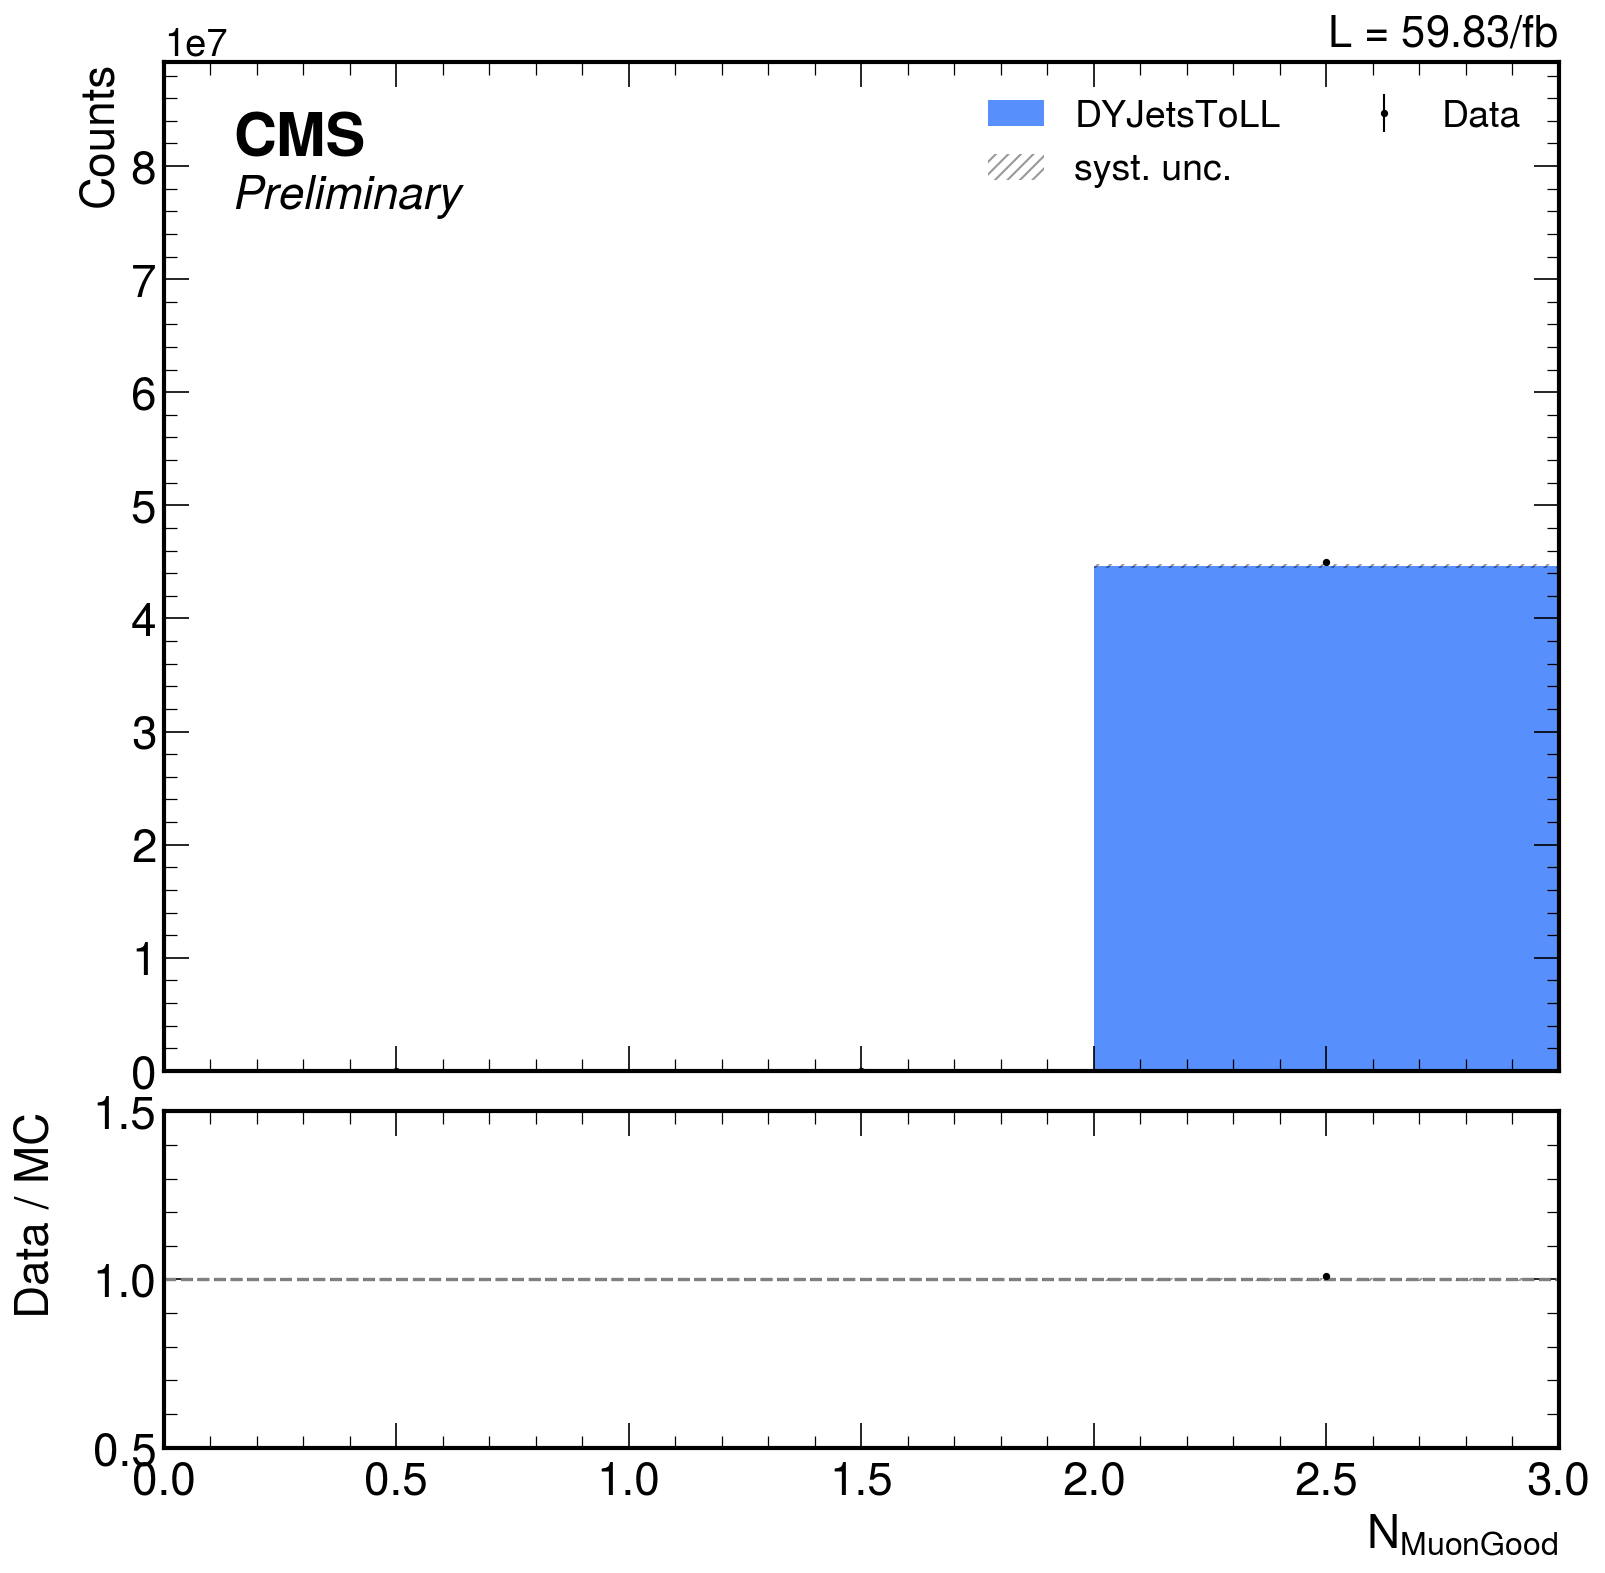 1e7
L = 59.83/fb
Counts
CMS
Preliminary
DYJetsToLL
Data
syst. unc.
8
7
6
5
4
3
2
1
0
Data / MC
1.5
1.0
0.5
0.0 0.5 1.0 1.5 2.0 2.5 3.0
N_MuonGood